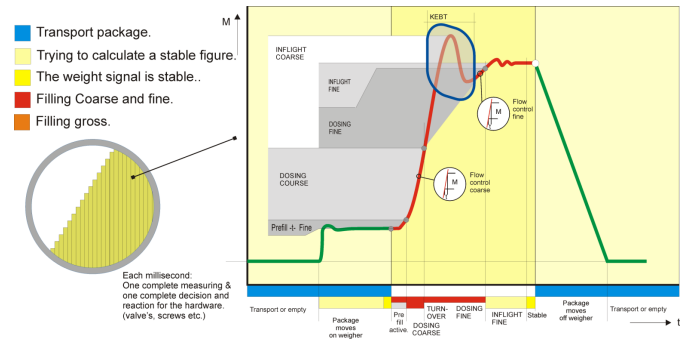 Transport package.
Trying to calculate a stable figure.
The weight signal is stable..
Filling Coarse and fine.
Filling gross.
Each millisecond:
One complete measuring &
one complete decision and
reaction for the hardware.
(valve's, screws etc.)
M
KEBT
INFLIGHT
COARSE
INFLIGHT
FINE
DOSING
FINE
DOSING
COURSE
Prefill -t- Fine
M
Flow
control
fine
M
Flow
control
coarse
Transport or empty
Package
moves
on weigher
Pre
fill
active.
DOSING
COARSE
TURN-
OVER
DOSING
FINE
INFLIGHT
FINE
Stable
Package
moves
off weigher
Transport or empty
t